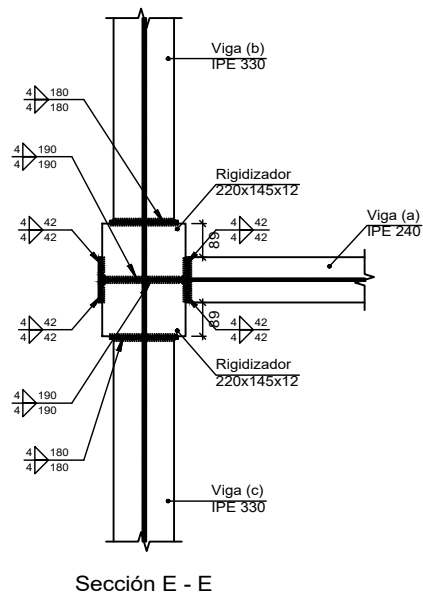 Viga (b)
IPE 330
4 180
4 180
4 190
4 190
Rigidizador
220x145x12
4 42
4 42
4 42
4 42
Viga (a)
IPE 240
89
4 42
4 42
89
4 42
4 42
Rigidizador
220x145x12
4 190
4 190
4 180
4 180
Viga (c)
IPE 330
Sección E - E